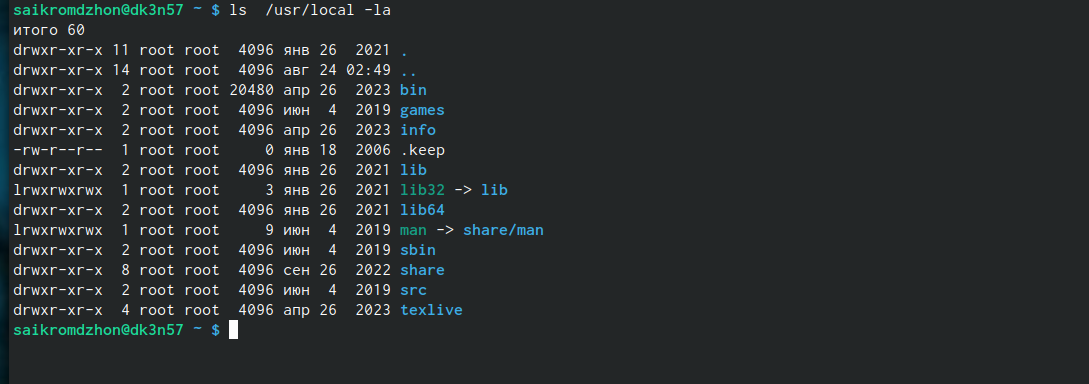 saikromdzhon@dk3n57 ~ $ ls  /usr/local -la
итого 60
drwxr-xr-x 11 root root  4096 янв 26  2021 .
drwxr-xr-x 14 root root  4096 авг 24 02:49 ..
drwxr-xr-x  2 root root 20480 апр 26  2023 bin
drwxr-xr-x  2 root root  4096 июн  4  2019 games
drwxr-xr-x  2 root root  4096 апр 26  2023 info
-rw-r--r--  1 root root     0 янв 18  2006 .keep
drwxr-xr-x  2 root root  4096 янв 26  2021 lib
lrwxrwxrwx  1 root root     3 янв 26  2021 lib32 -> lib
drwxr-xr-x  2 root root  4096 янв 26  2021 lib64
lrwxrwxrwx  1 root root     9 июн  4  2019 man -> share/man
drwxr-xr-x  2 root root  4096 июн  4  2019 sbin
drwxr-xr-x  8 root root  4096 сен 26  2022 share
drwxr-xr-x  2 root root  4096 июн  4  2019 src
drwxr-xr-x  4 root root  4096 апр 26  2023 texlive
saikromdzhon@dk3n57 ~ $